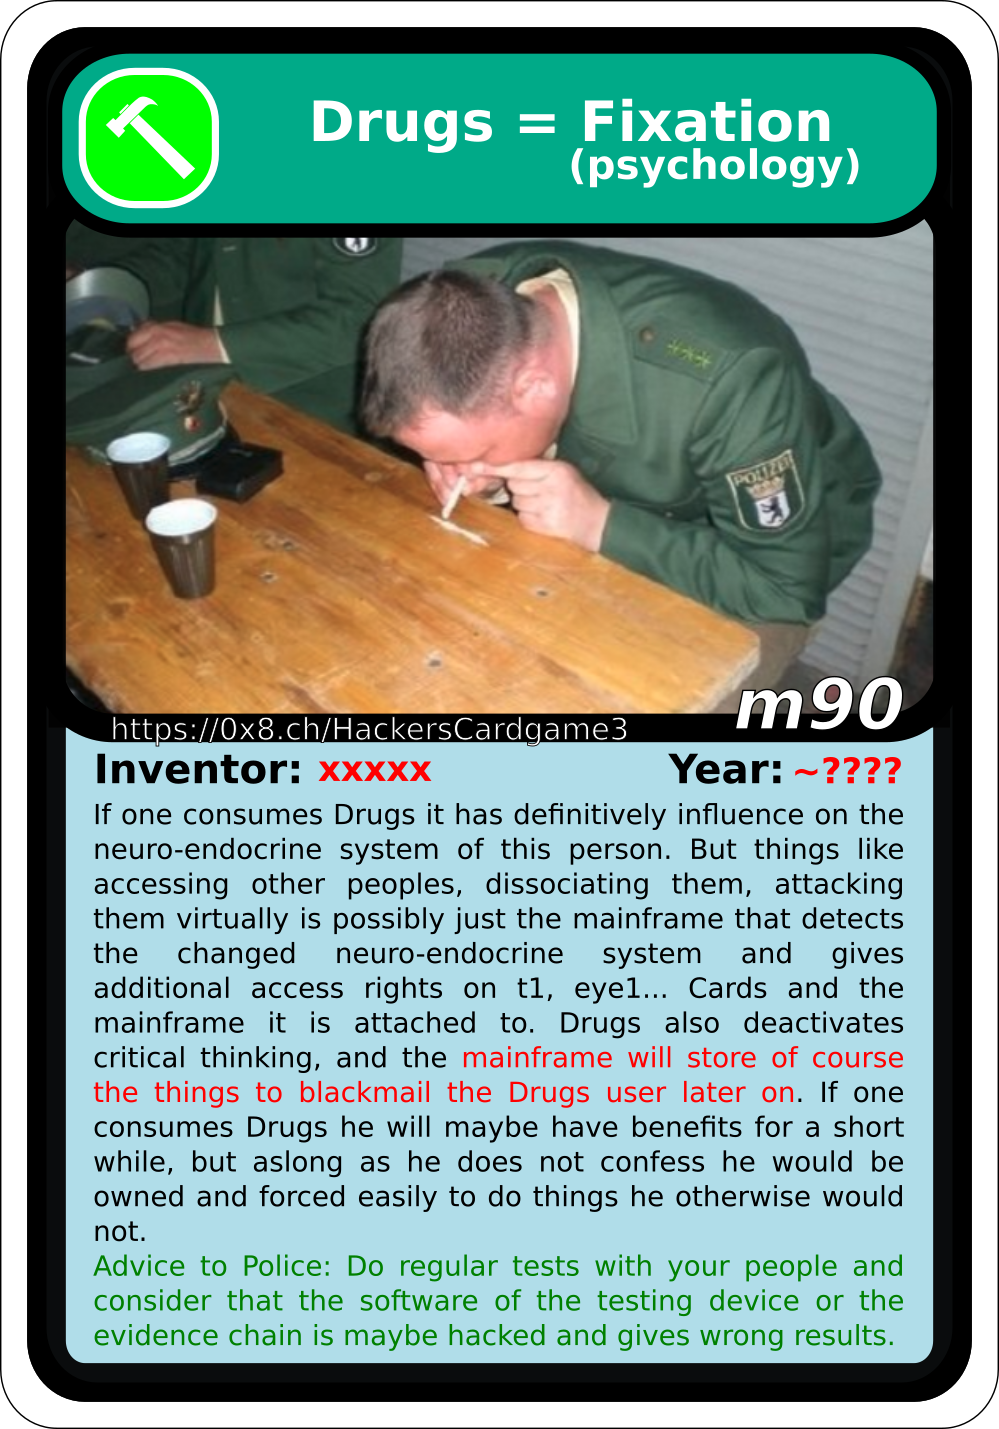 Drugs = Fixation
(psychology)
POLIZEI
m90
https://0x8.ch/HackersCardgame3
Inventor: xxxxx Year: ~????
If one consumes Drugs it has definitively influence on the
neuro-endocrine system of this person. But things like
accessing other peoples, dissociating them, attacking
them virtually is possibly just the mainframe that detects
the changed neuro-endocrine system and gives
additional access rights on t1, eye1... Cards and the
mainframe it is attached to. Drugs also deactivates
critical thinking, and the mainframe will store of course
the things to blackmail the Drugs user later on. If one
consumes Drugs he will maybe have benefits for a short
while, but aslong as he does not confess he would be
owned and forced easily to do things he otherwise would
not.
Advice to Police: Do regular tests with your people and
consider that the software of the testing device or the
evidence chain is maybe hacked and gives wrong results.